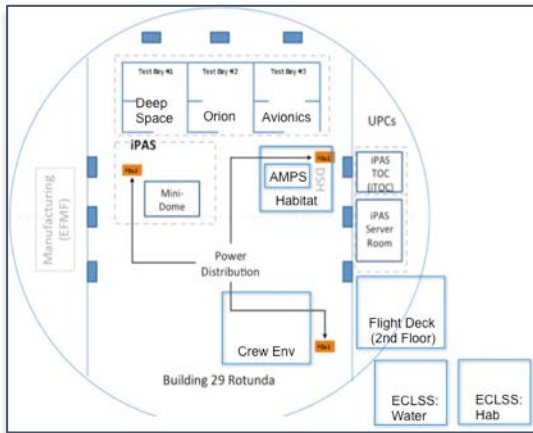 Test Bay #1
Test Bay #2
Test Bay #3
Deep
Space
Orion
Avionics
UPCs
iPAS
iPAS
TOC
(iTOC)
AMPS
Habitat
DSH
Mini-
Dome
Manufacturing
(EFMF)
iPAS
Server
Room
Power
Distribution
Flight Deck
(2nd Floor)
Crew Env
Building 29 Rotunda
ECLSS:
Water
ECLSS:
Hab